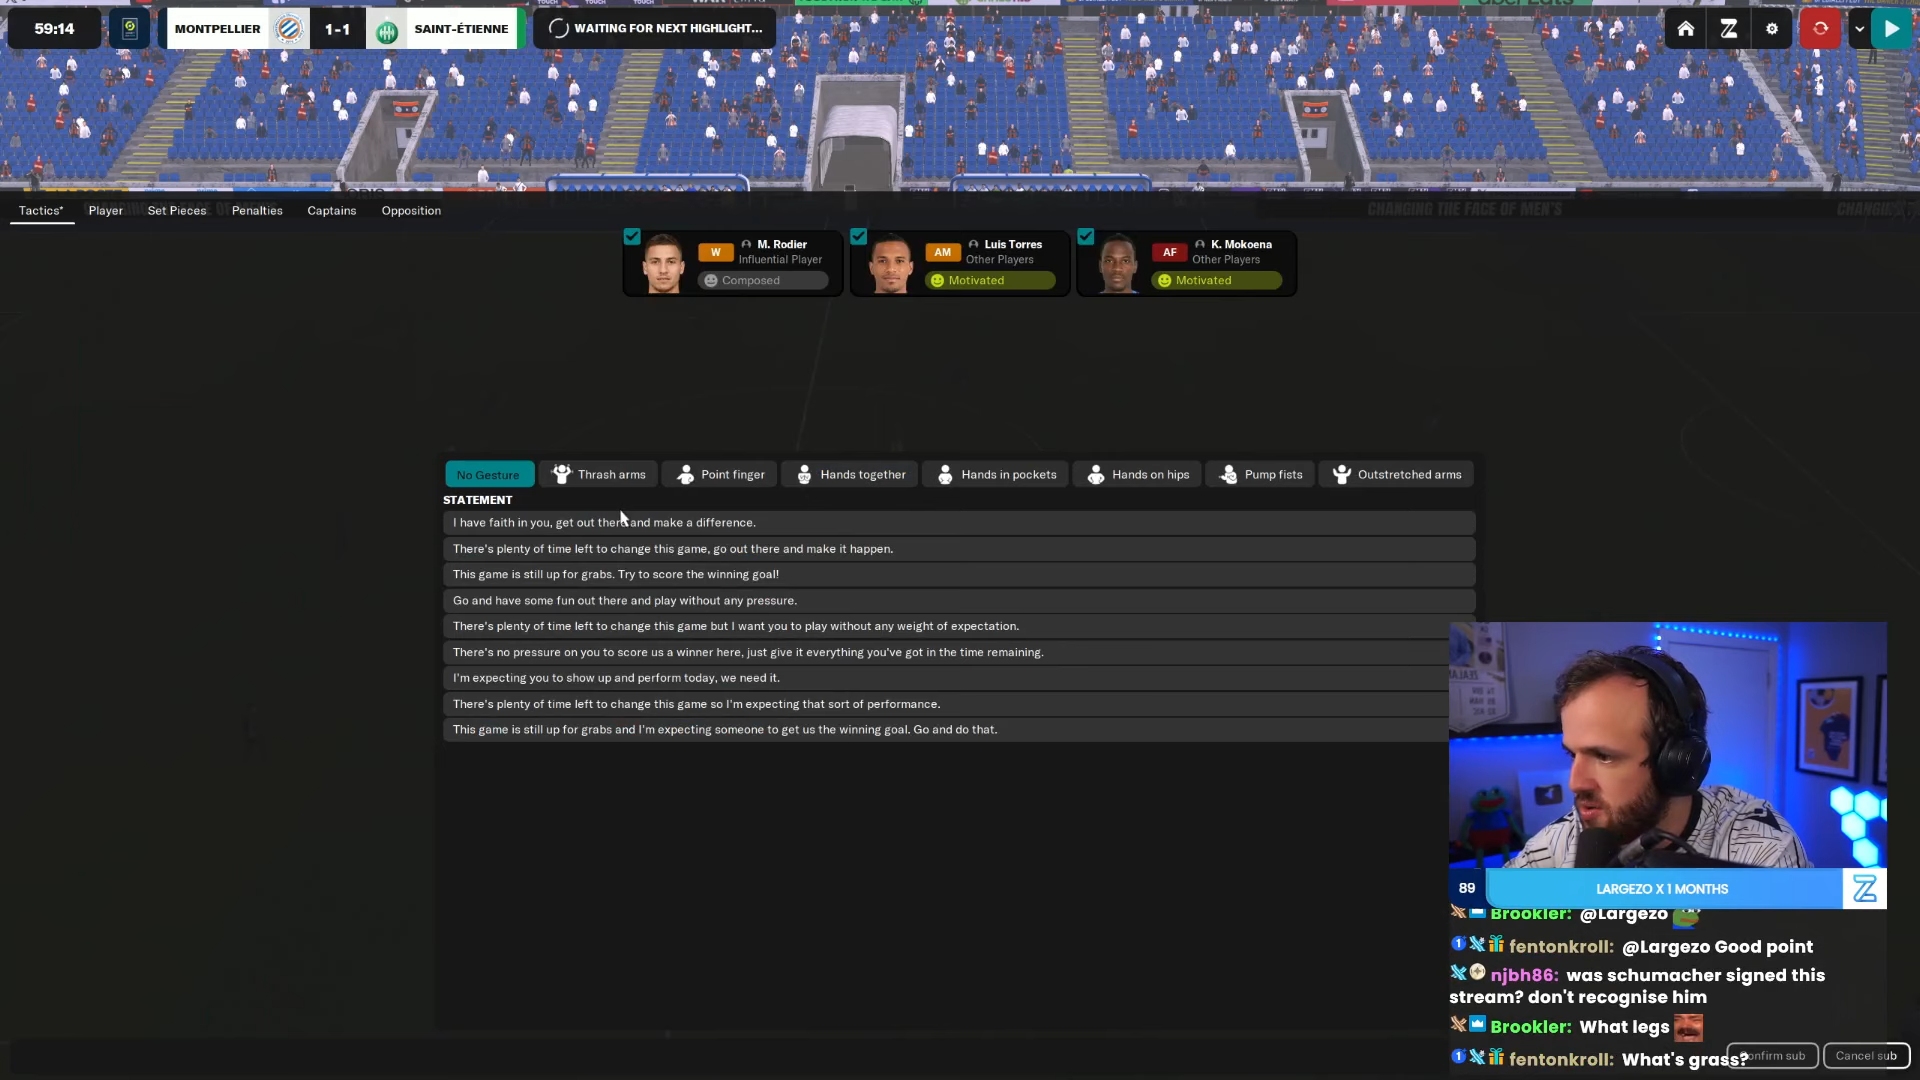 59:14
MONTPELLIER
1-1
SAINT-ÉTIENNE
WAITING FOR NEXT HIGHLIGHT...
Z
Tactics*
Player
Set Pieces
Penalties
Captains
Opposition
CHANGING THE FACE OF MEN'S
W
M. Rodier
Influential Player
Composed
AM
Luis Torres
Other Players
Motivated
AF
K. Mokoena
Other Players
Motivated
No Gesture
Thrash arms
Point finger
Hands together
Hands in pockets
Hands on hips
Pump fists
Outstretched arms
STATEMENT
I have faith in you, get out there and make a difference.
There's plenty of time left to change this game, go out there and make it happen.
This game is still up for grabs. Try to score the winning goal!
Go and have some fun out there and play without any pressure.
There's plenty of time left to change this game but I want you to play without any weight of expectation.
There's no pressure on you to score us a winner here, just give it everything you've got in the time remaining.
I'm expecting you to show up and perform today, we need it.
There's plenty of time left to change this game so I'm expecting that sort of performance.
This game is still up for grabs and I'm expecting someone to get us the winning goal. Go and do that.
89
LARGEZO X 1 MONTHS
Z
Brookler: @Largezo
fentonkroll: @Largezo Good point
njbh86: was schumacher signed this
stream? don't recognise him
Brookler: What legs
fentonkroll: What's grass?
Confirm sub
Cancel sub